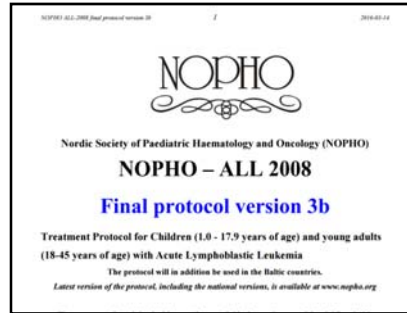 NOPHO ALL-2008 final protocol version 3b 1 2016-03-14
NOPHO
Nordic Society of Paediatric Haematology and Oncology (NOPHO)
NOPHO – ALL 2008
Final protocol version 3b
Treatment Protocol for Children (1.0 - 17.9 years of age) and young adults
(18-45 years of age) with Acute Lymphoblastic Leukemia
The protocol will in addition be used in the Baltic countries.
Latest version of the protocol, including the national versions, is available at www.nopho.org